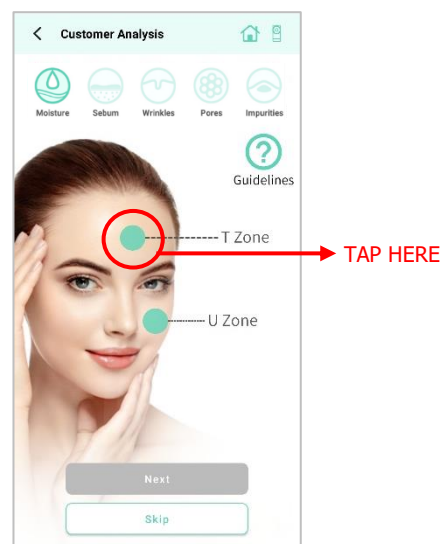 Customer Analysis
Moisture Sebum Wrinkles Pores Impurities
Guidelines
T Zone
TAP HERE
U Zone
Next
Skip